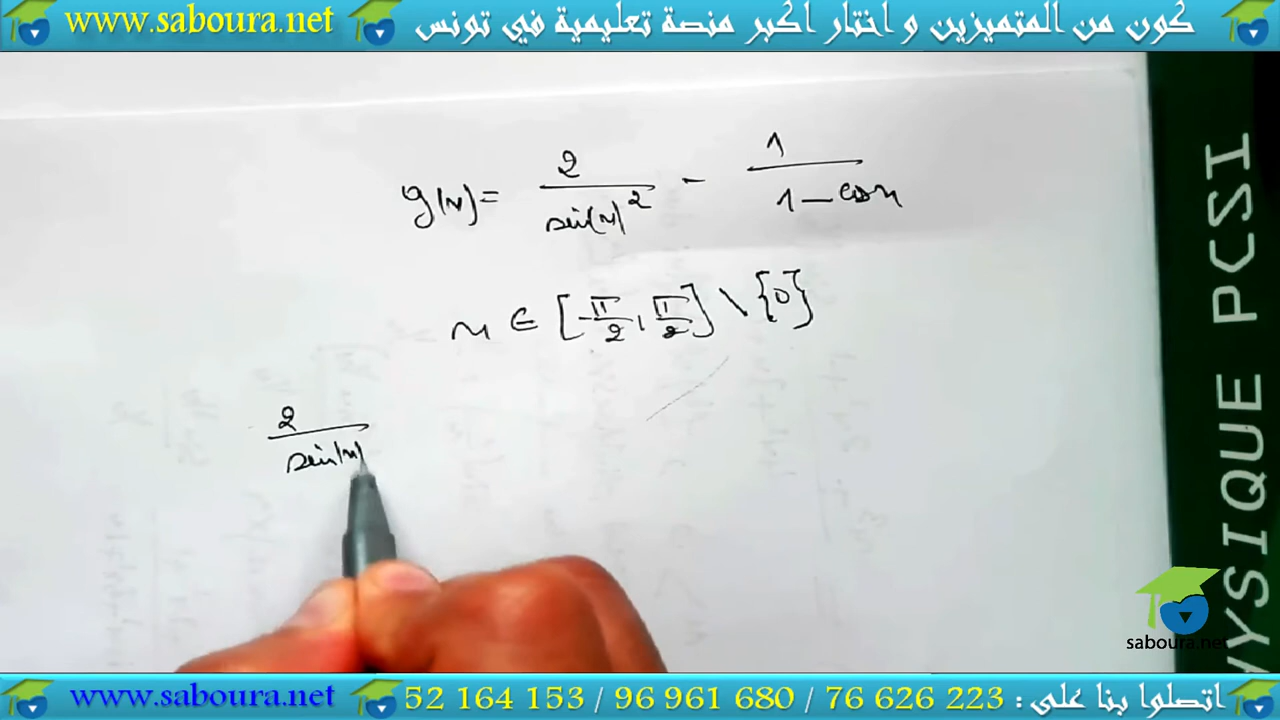 www.saboura.net كون من المتميزين و اختار اكبر منصة تعليمية في تونس
g(x) = 2/sin(x)² - 1/1-cosx
x ∈ [-π/2, π/2] \ {0}
2/sin(x)
PHYSIQUE PCSI
saboura.net
www.saboura.net 52 164 153 / 96 961 680 / 76 626 223 : اتصلوا بنا على